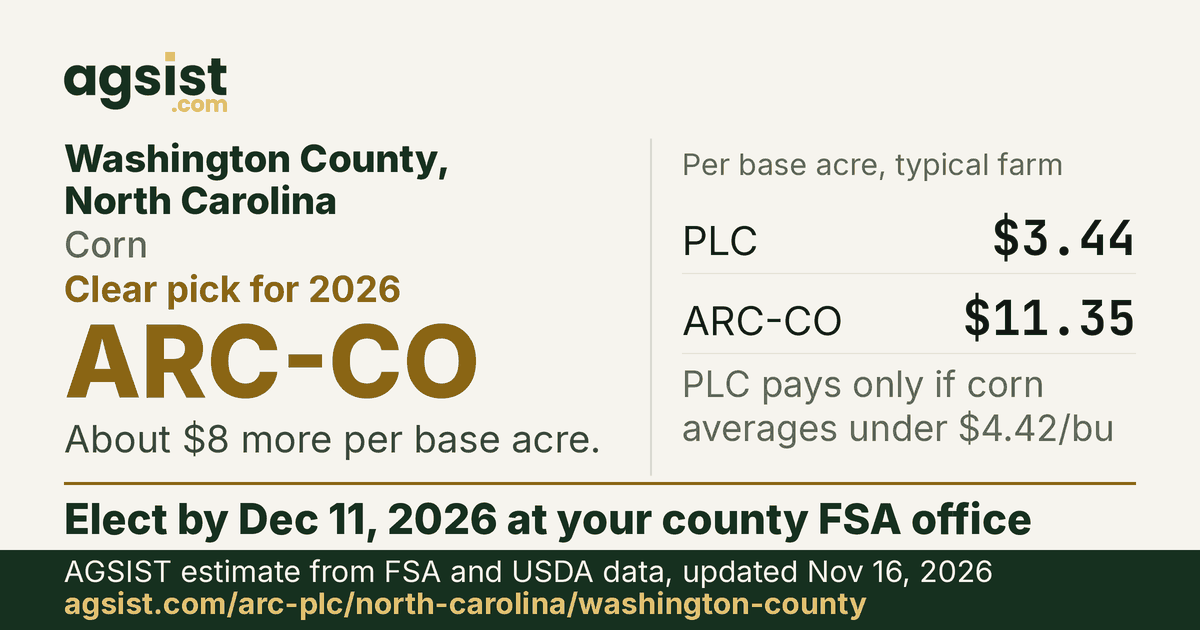 agsist
.com
Washington County,
North Carolina
Corn
Clear pick for 2026
ARC-CO
About $8 more per base acre.
Per base acre, typical farm
PLC $3.44
ARC-CO $11.35
PLC pays only if corn
averages under $4.42/bu
Elect by Dec 11, 2026 at your county FSA office
AGSIST estimate from FSA and USDA data, updated Nov 16, 2026
agsist.com/arc-plc/north-carolina/washington-county